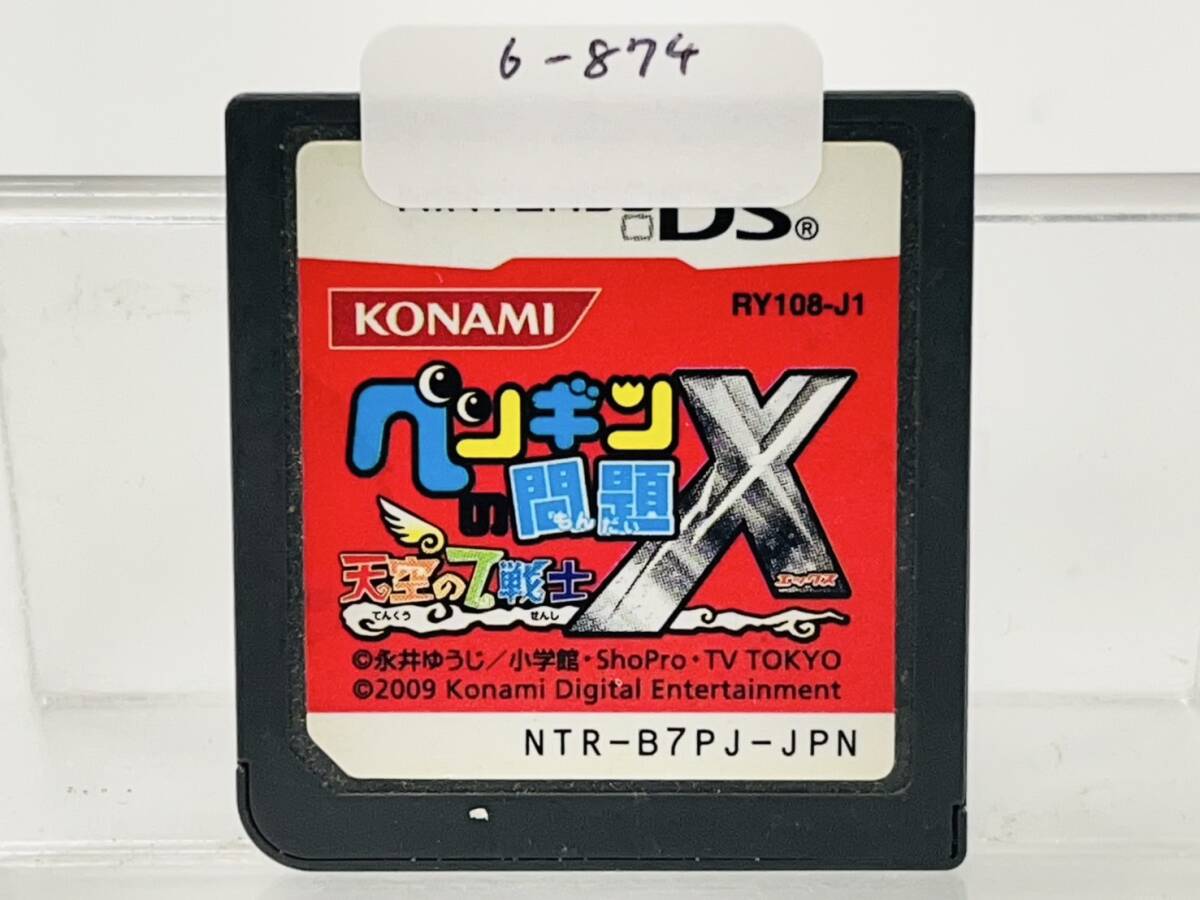 6-874
NINTENDO DS®
KONAMI
RY108-J1
ペンギンの問題X
もんだい
エックス
天空の7戦士
てんくう せんし
©永井ゆうじ/小学館・ShoPro・TV TOKYO
©2009 Konami Digital Entertainment
NTR-B7PJ-JPN